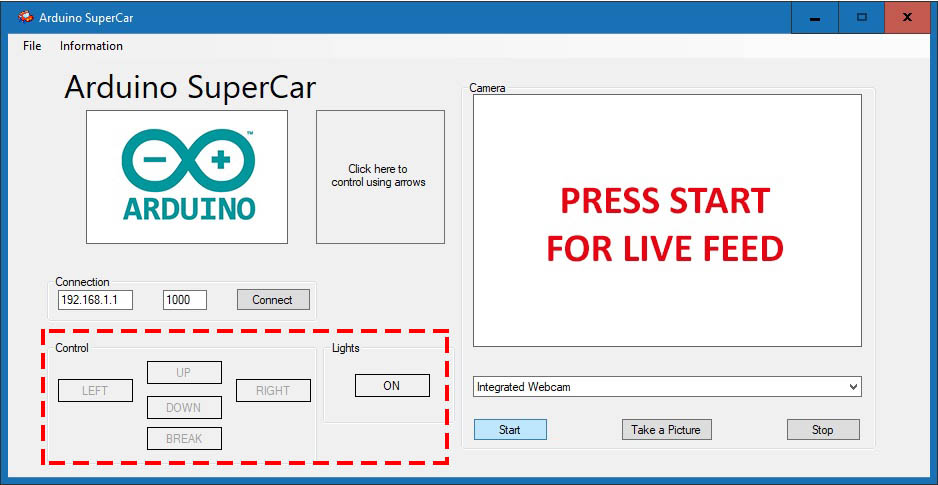 Arduino SuperCar
File Information
Arduino SuperCar
ARDUINO
™
Click here to
control using arrows
Connection
192.168.1.1 1000 Connect
Control
LEFT
UP
RIGHT
DOWN
BREAK
Lights
ON
Camera
PRESS START
FOR LIVE FEED
Integrated Webcam
Start Take a Picture Stop